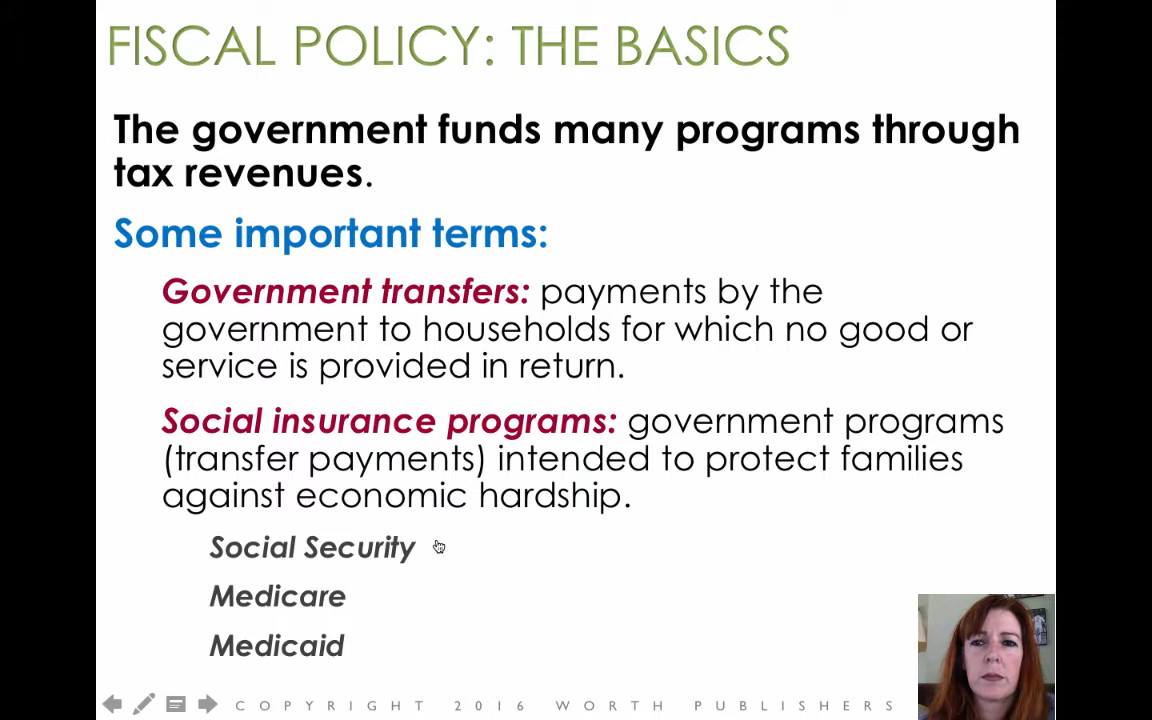 FISCAL POLICY: THE BASICS
The government funds many programs through
tax revenues.
Some important terms:
Government transfers: payments by the
government to households for which no good or
service is provided in return.
Social insurance programs: government programs
(transfer payments) intended to protect families
against economic hardship.
Social Security
Medicare
Medicaid
COPYRIGHT 2016 WORTH PUBLISHERS